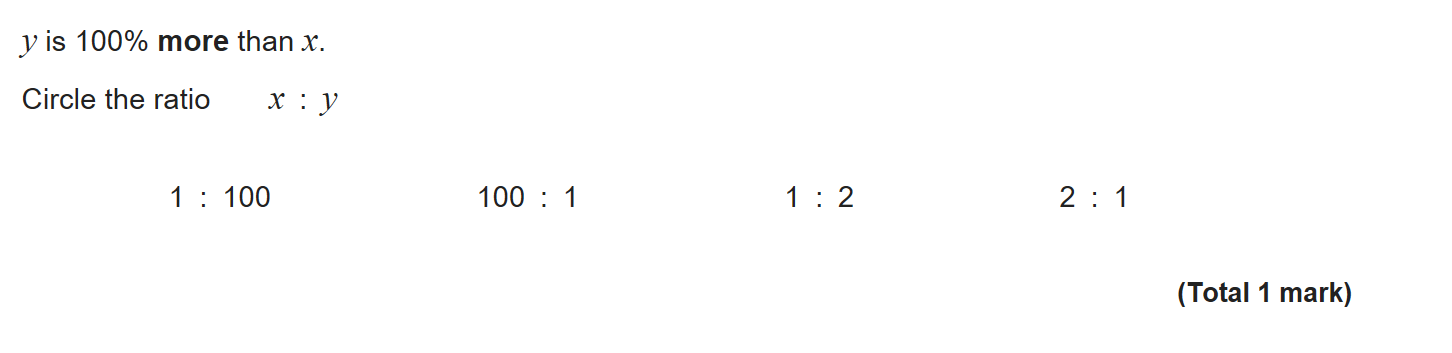 y is 100% more than x.
Circle the ratio x : y
1 : 100 100 : 1 1 : 2 2 : 1
(Total 1 mark)